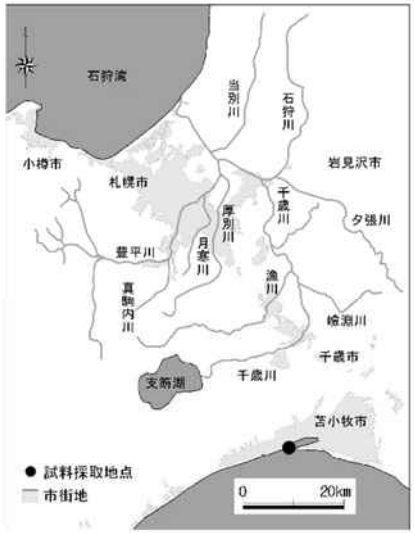 石狩湾
当別川
石狩川
小樽市
札幌市
岩見沢市
千歳川
夕張川
厚別川
月寒川
豊平川
真駒内川
漁川
嶮淵川
千歳市
支笏湖
千歳川
苫小牧市
試料採取地点
市街地
0 20km